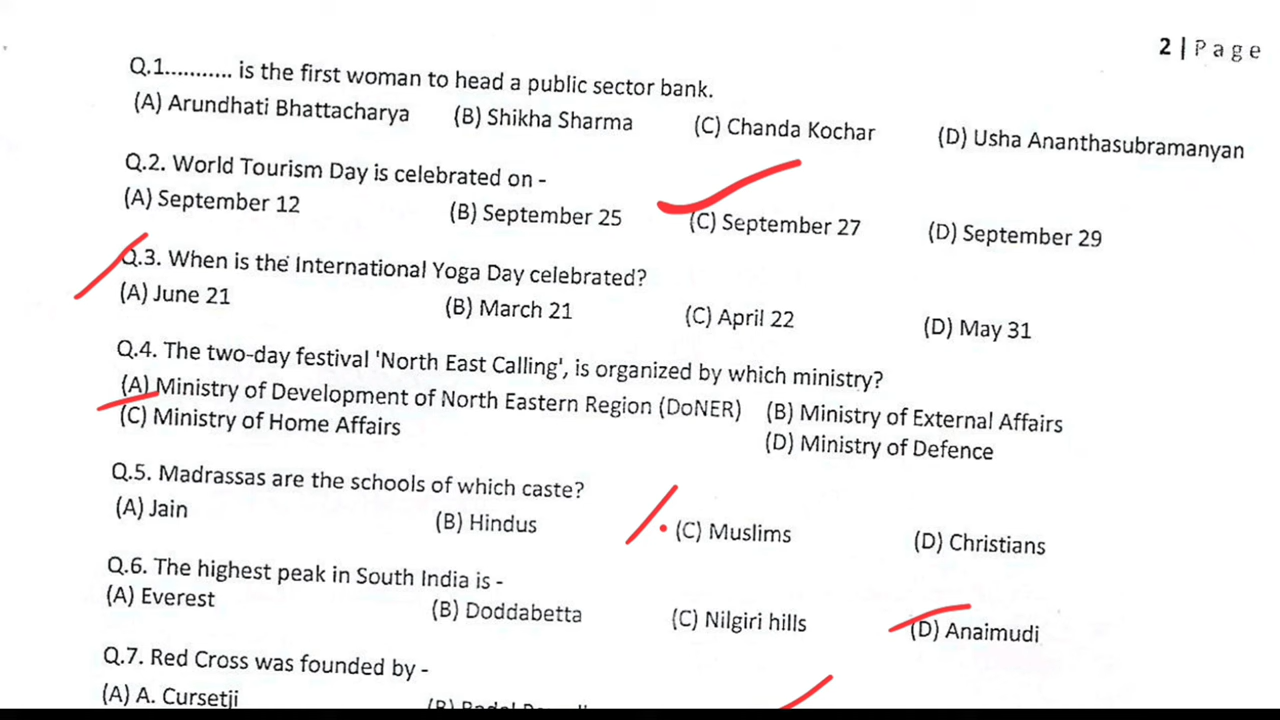 2 | Page
Q.1........... is the first woman to head a public sector bank.
(A) Arundhati Bhattacharya (B) Shikha Sharma (C) Chanda Kochar (D) Usha Ananthasubramanyan
Q.2. World Tourism Day is celebrated on -
(A) September 12 (B) September 25 (C) September 27 (D) September 29
Q.3. When is the International Yoga Day celebrated?
(A) June 21 (B) March 21 (C) April 22 (D) May 31
Q.4. The two-day festival 'North East Calling', is organized by which ministry?
(A) Ministry of Development of North Eastern Region (DoNER) (B) Ministry of External Affairs
(C) Ministry of Home Affairs (D) Ministry of Defence
Q.5. Madrassas are the schools of which caste?
(A) Jain (B) Hindus (C) Muslims (D) Christians
Q.6. The highest peak in South India is -
(A) Everest (B) Doddabetta (C) Nilgiri hills (D) Anaimudi
Q.7. Red Cross was founded by -
(A) A. Cursetji (B)